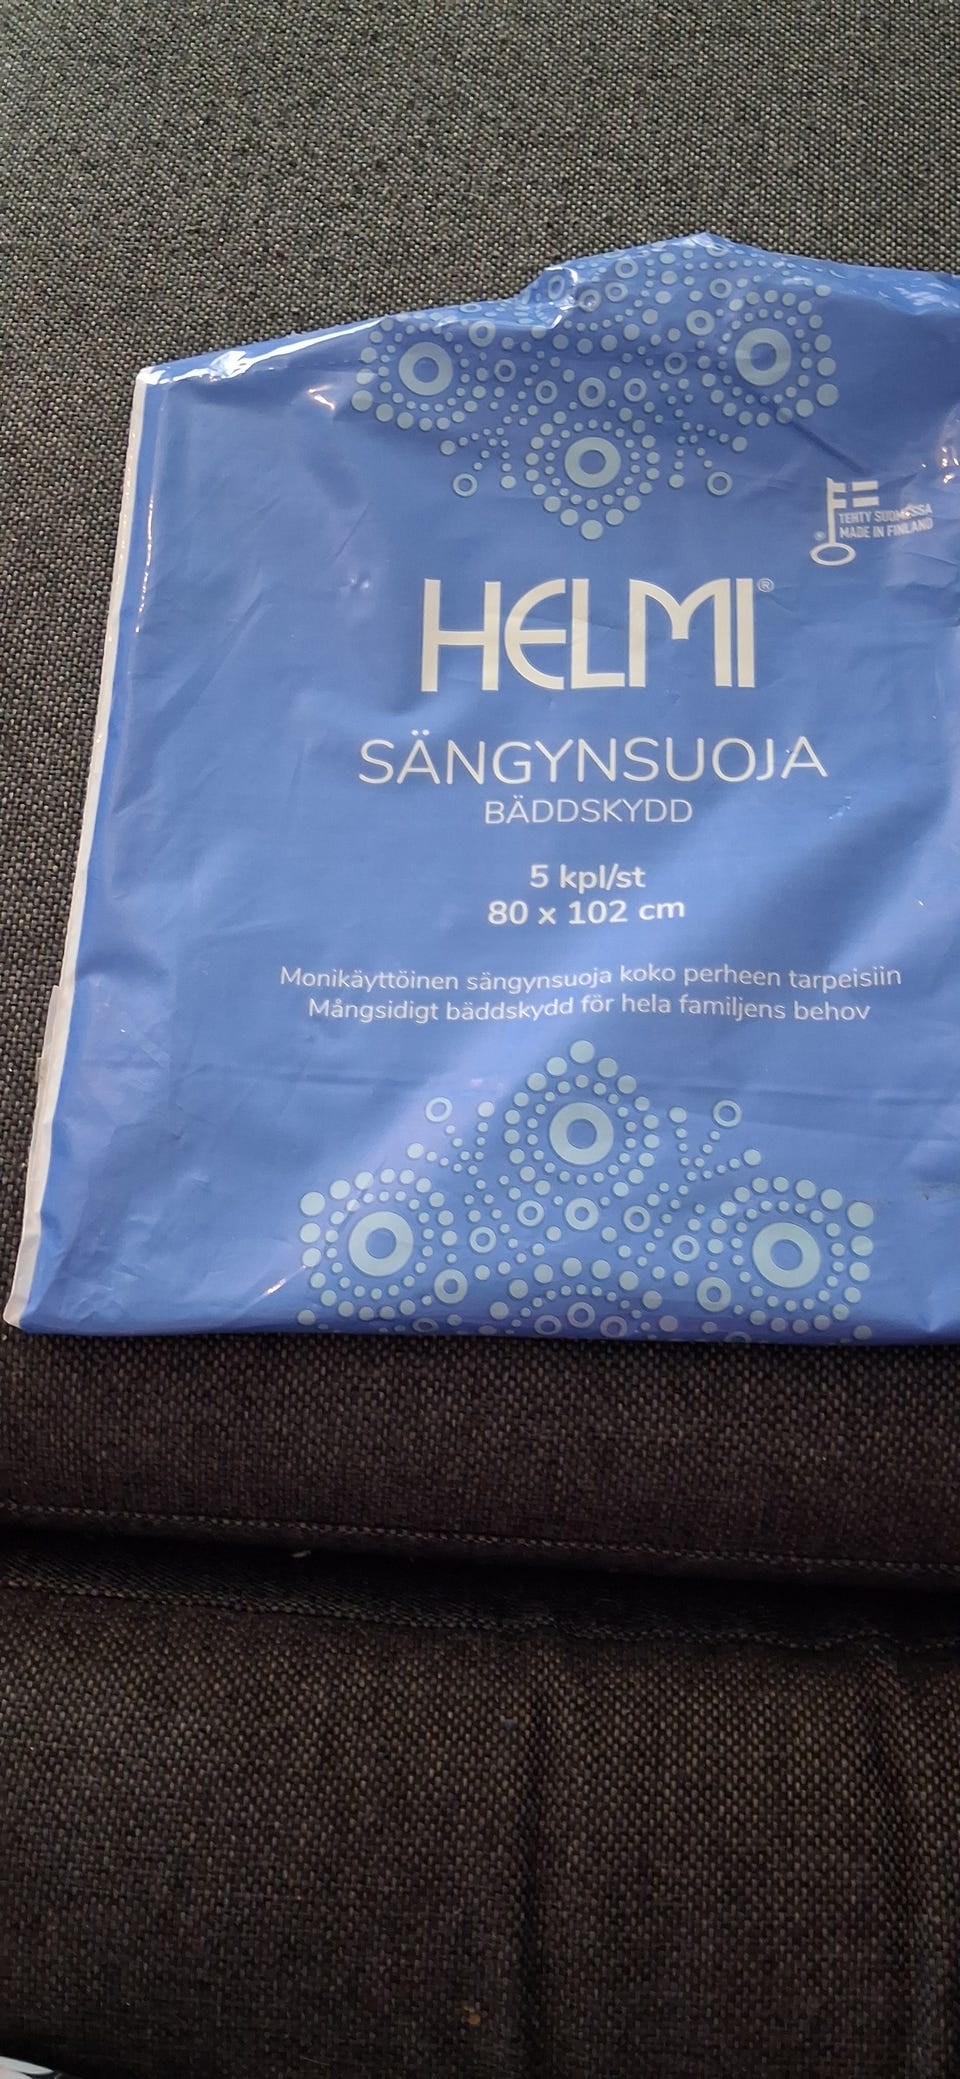 ® TEHTY SUOMESSA
MADE IN FINLAND
HELMI®
SÄNGYNSUOJA
BÄDDSKYDD
5 kpl/st
80 x 102 cm
Monikäyttöinen sängynsuoja koko perheen tarpeisiin
Mångsidigt bäddskydd för hela familjens behov